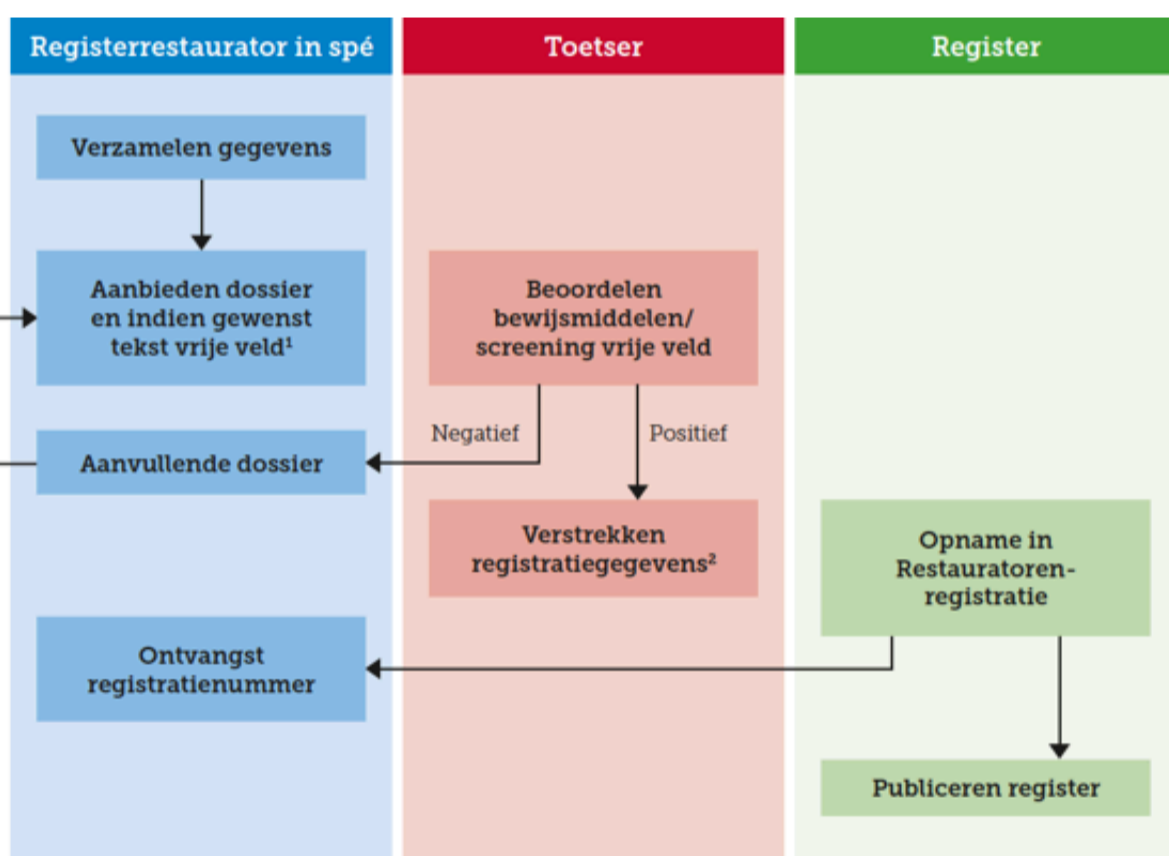 Registerrestaurator in spé
Toetser
Register
Verzamelen gegevens
Aanbieden dossier
en indien gewenst
tekst vrije veld¹
Beoordelen
bewijsmiddelen/
screening vrije veld
Negatief
Positief
Aanvullende dossier
Verstrekken
registratiegegevens²
Opname in
Restauratoren-
registratie
Ontvangst
registratienummer
Publiceren register